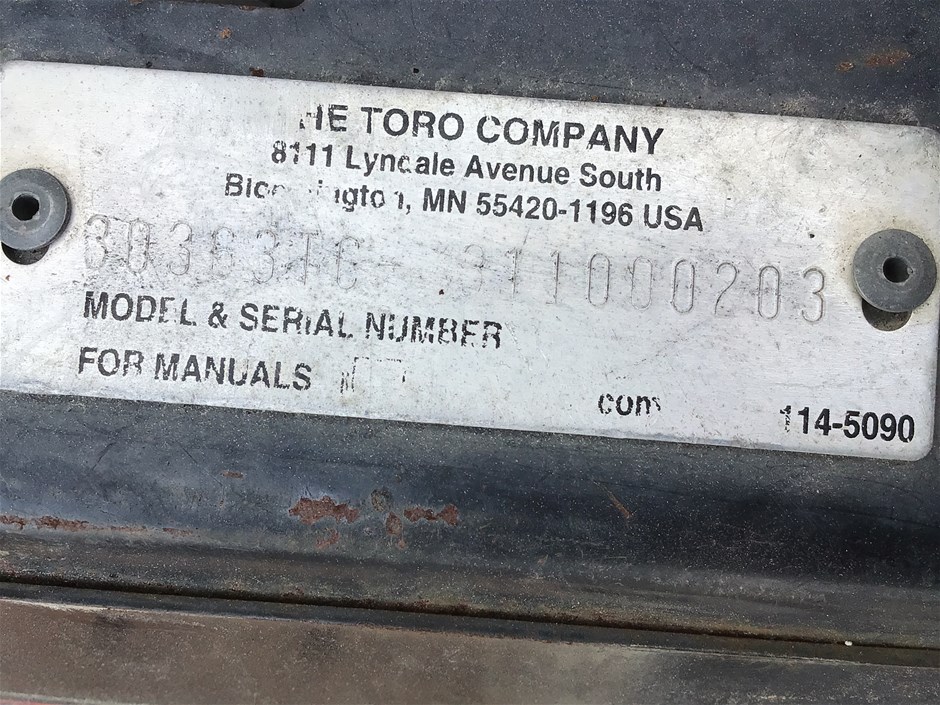 HE TORO COMPANY
8111 Lyndale Avenue South
Bloomington, MN 55420-1196 USA
30363TC - 311000203
MODEL & SERIAL NUMBER
FOR MANUALS
com
114-5090